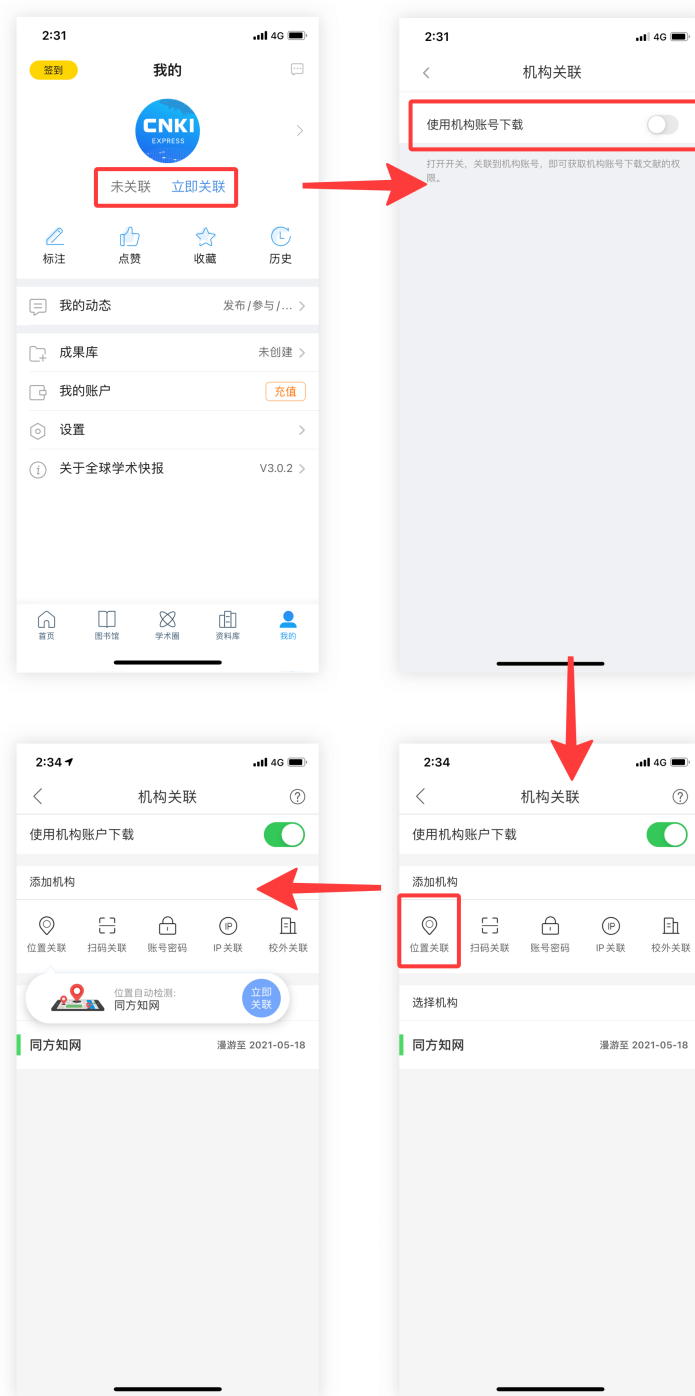 2:31
4G
签到
我的
CNKI
EXPRESS
未关联 立即关联
标注 点赞 收藏 历史
我的动态 发布/参与/...
成果库 未创建
我的账户 充值
设置
关于全球学术快报 V3.0.2
首页 图书馆 学术圈 资料库 我的
2:31
4G
机构关联
使用机构账号下载
打开开关，关联到机构账号，即可获取机构账号下载文献的权
限。
2:34
4G
机构关联
使用机构账户下载
添加机构
位置关联 扫码关联 账号密码 IP关联 校外关联
IP
选择机构
同方知网 漫游至 2021-05-18
2:34
4G
机构关联
使用机构账户下载
添加机构
位置关联 扫码关联 账号密码 IP关联 校外关联
IP
位置自动检测:
同方知网
立即
关联
同方知网 漫游至 2021-05-18